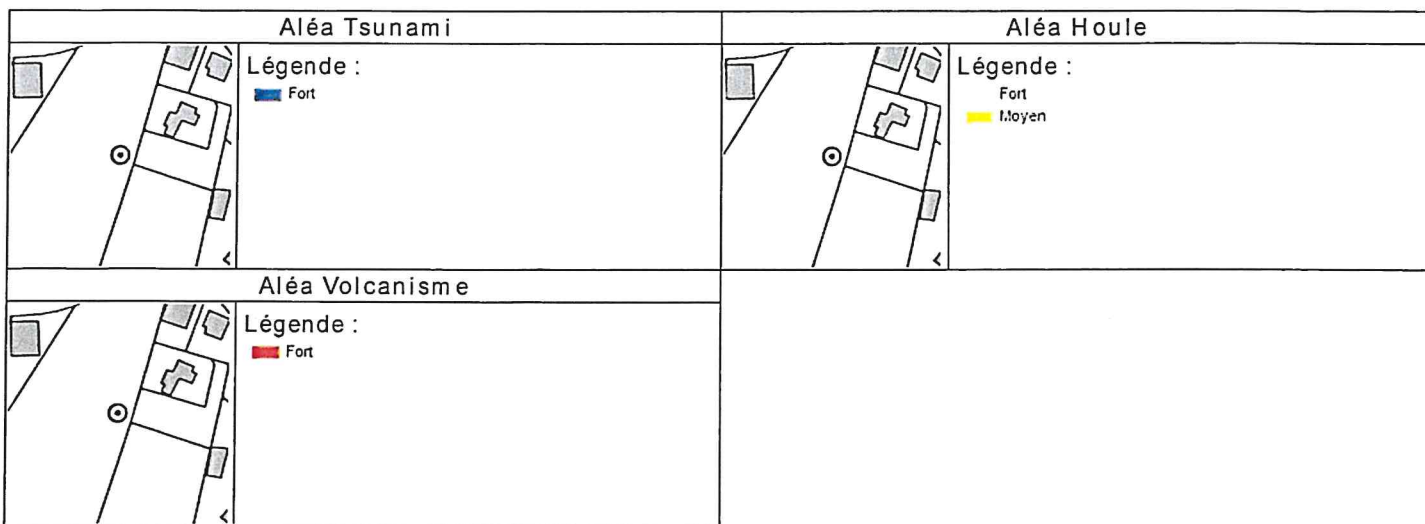 Aléa Tsunami
Légende :
Fort
Aléa Houle
Légende :
Fort
Moyen
Aléa Volcanisme
Légende :
Fort